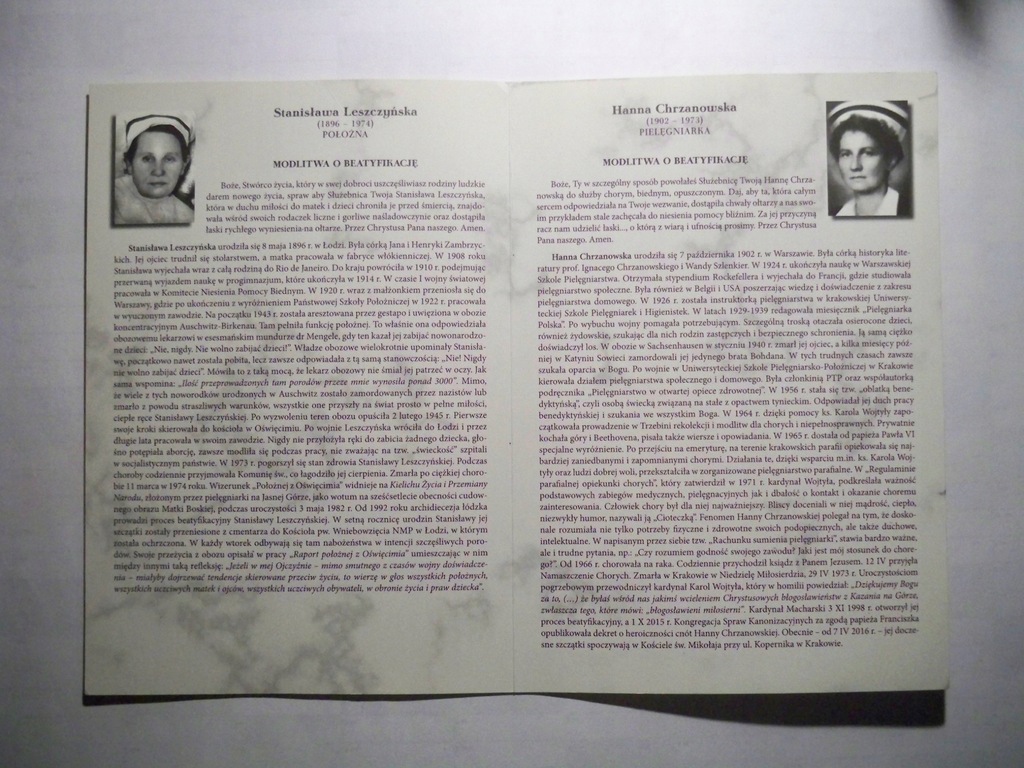 Stanisława Leszczyńska
(1896 - 1974)
POŁOŻNA
MODLITWA O BEATYFIKACJĘ
Boże, Stwórco życia, który w swej dobroci uszczęśliwiasz rodziny ludzkie
darem nowego życia, spraw aby Służebnica Twoja Stanisława Leszczyńska,
która w duchu miłości do matek i dzieci chroniła je przed śmiercią, znajdo-
wała wśród swoich rodaczek liczne i gorliwe naśladowczynie oraz dostąpiła
łaski rychłego wyniesienia na ołtarze. Przez Chrystusa Pana naszego. Amen.
Stanisława Leszczyńska urodziła się 8 maja 1896 r. w Łodzi. Była córką Jana i Henryki Zambrzyc-
kich. Jej ojciec trudnił się stolarstwem, a matka pracowała w fabryce włókienniczej. W 1908 roku
Stanisława wyjechała wraz z całą rodziną do Rio de Janeiro. Do kraju powróciła w 1910 r. podejmując
przerwaną wyjazdem naukę w progimnazjum, które ukończyła w 1914 r. W czasie I wojny światowej
pracowała w Komitecie Niesienia Pomocy Biednym. W 1920 r. wraz z małżonkiem przeniosła się do
Warszawy, gdzie po ukończeniu z wyróżnieniem Państwowej Szkoły Położniczej w 1922 r. pracowała
w wyuczonym zawodzie. Na początku 1943 r. została aresztowana przez gestapo i uwięziona w obozie
koncentracyjnym Auschwitz-Birkenau. Tam pełniła funkcję położnej. To właśnie ona odpowiedziała
obozowemu lekarzowi w esesmańskim mundurze dr Mengele, gdy ten kazał jej zabijać nowonarodzo-
ne dzieci: „Nie, nigdy. Nie wolno zabijać dzieci!”. Władze obozowe wielokrotnie upominały Stanisła-
wę, początkowo nawet została pobita, lecz zawsze odpowiadała z tą samą stanowczością: „Nie! Nigdy
nie wolno zabijać dzieci”. Mówiła to z taką mocą, że lekarz obozowy nie śmiał jej patrzeć w oczy. Jak
sama wspomina: „Ilość przeprowadzonych tam porodów przeze mnie wynosiła ponad 3000”. Mimo,
że wiele z tych noworodków urodzonych w Auschwitz zostało zamordowanych przez nazistów lub
zmarło z powodu straszliwych warunków, wszystkie one przyszły na świat prosto w pełne miłości,
ciepłe ręce Stanisławy Leszczyńskiej. Po wyzwoleniu teren obozu opuściła 2 lutego 1945 r. Pierwsze
swoje kroki skierowała do kościoła w Oświęcimiu. Po wojnie Leszczyńska wróciła do Łodzi i przez
długie lata pracowała w swoim zawodzie. Nigdy nie przyłożyła ręki do zabicia żadnego dziecka, gło-
śno potępiała aborcję, zawsze modliła się podczas pracy, nie zważając na tzw. „świeckość” szpitali
w socjalistycznym państwie. W 1973 r. pogorszył się stan zdrowia Stanisławy Leszczyńskiej. Podczas
choroby codziennie przyjmowała Komunię św., co łagodziło jej cierpienia. Zmarła po ciężkiej choro-
bie 11 marca w 1974 roku. Wizerunek „Położnej z Oświęcimia” widnieje na Kielichu Życia i Przemiany
Narodu, złożonym przez pielęgniarki na Jasnej Górze, jako wotum na sześćsetlecie obecności cudow-
nego obrazu Matki Boskiej, podczas uroczystości 3 maja 1982 r. Od 1992 roku archidiecezja łódzka
prowadzi proces beatyfikacyjny Stanisławy Leszczyńskiej. W setną rocznicę urodzin Stanisławy jej
szczątki zostały przeniesione z cmentarza do Kościoła pw. Wniebowzięcia NMP w Łodzi, w którym
została ochrzczona. W każdy wtorek odbywają się tam nabożeństwa w intencji szczęśliwych poro-
dów. Swoje przeżycia z obozu opisała w pracy „Raport położnej z Oświęcimia” umieszczając w nim
między innymi taką refleksję: „Jeżeli w mej Ojczyźnie – mimo smutnego z czasów wojny doświadcze-
nia – miałyby dojrzewać tendencje skierowane przeciw życiu, to wierzę w głos wszystkich położnych,
wszystkich uczciwych matek i ojców, wszystkich uczciwych obywateli, w obronie życia i praw dziecka”.
Hanna Chrzanowska
(1902 - 1973)
PIELĘGNIARKA
MODLITWA O BEATYFIKACJĘ
Boże, Ty w szczególny sposób powołałeś Służebnicę Twoją Hannę Chrza-
nowską do służby chorym, biednym, opuszczonym. Daj, aby ta, która całym
sercem odpowiedziała na Twoje wezwanie, dostąpiła chwały ołtarzy a nas swo-
im przykładem stale zachęcała do niesienia pomocy bliźnim. Za jej przyczyną
racz nam udzielić łaski..., o którą z wiarą i ufnością prosimy. Przez Chrystusa
Pana naszego. Amen.
Hanna Chrzanowska urodziła się 7 października 1902 r. w Warszawie. Była córką historyka lite-
ratury prof. Ignacego Chrzanowskiego i Wandy Szlenkier. W 1924 r. ukończyła naukę w Warszawskiej
Szkole Pielęgniarstwa. Otrzymała stypendium Rockefellera i wyjechała do Francji, gdzie studiowała
pielęgniarstwo społeczne. Była również w Belgii i USA poszerzając wiedzę i doświadczenie z zakresu
pielęgniarstwa domowego. W 1926 r. została instruktorką pielęgniarstwa w krakowskiej Uniwersy-
teckiej Szkole Pielęgniarek i Higienistek. W latach 1929-1939 redagowała miesięcznik „Pielęgniarka
Polska”. Po wybuchu wojny pomagała potrzebującym. Szczególną troską otaczała osierocone dzieci,
również żydowskie, szukając dla nich rodzin zastępczych i bezpiecznego schronienia. Ją samą ciężko
doświadczył los. W obozie w Sachsenhausen w styczniu 1940 r. zmarł jej ojciec, a kilka miesięcy póź-
niej w Katyniu Sowieci zamordowali jej jedynego brata Bohdana. W tych trudnych czasach zawsze
szukała oparcia w Bogu. Po wojnie w Uniwersyteckiej Szkole Pielęgniarsko-Położniczej w Krakowie
kierowała działem pielęgniarstwa społecznego i domowego. Była członkinią PTP oraz współautorką
podręcznika „Pielęgniarstwo w otwartej opiece zdrowotnej”. W 1956 r. stała się tzw. „oblatką bene-
dyktyńską”, czyli osobą świecką związaną na stałe z opactwem tynieckim. Odpowiadał jej duch pracy
benedyktyńskiej i szukania we wszystkim Boga. W 1964 r. dzięki pomocy ks. Karola Wojtyły zapo-
czątkowała prowadzenie w Trzebini rekolekcji i modlitw dla chorych i niepełnosprawnych. Prywatnie
kochała góry i Beethovena, pisała także wiersze i opowiadania. W 1965 r. dostała od papieża Pawła VI
specjalne wyróżnienie. Po przejściu na emeryturę, na terenie krakowskich parafii opiekowała się naj-
bardziej zaniedbanymi i zapomnianymi chorymi. Działania te, dzięki wsparciu m.in. ks. Karola Woj-
tyły oraz ludzi dobrej woli, przekształciła w zorganizowane pielęgniarstwo parafialne. W „Regulaminie
parafialnej opiekunki chorych”, który zatwierdził w 1971 r. kardynał Wojtyła, podkreślała ważność
podstawowych zabiegów medycznych, pielęgnacyjnych jak i dbałość o kontakt i okazanie choremu
zainteresowania. Człowiek chory był dla niej najważniejszy. Bliscy doceniali w niej mądrość, ciepło,
niezwykły humor, nazywali ją „Cioteczką”. Fenomen Hanny Chrzanowskiej polegał na tym, że dosko-
nale rozumiała nie tylko potrzeby fizyczne i zdrowotne swoich podopiecznych, ale także duchowe,
intelektualne. W napisanym przez siebie tzw. „Rachunku sumienia pielęgniarki”, stawia bardzo ważne,
ale i trudne pytania, np.: „Czy rozumiem godność swojego zawodu? Jaki jest mój stosunek do chore-
go?”. Od 1966 r. chorowała na raka. Codziennie przychodził ksiądz z Panem Jezusem. 12 IV przyjęła
Namaszczenie Chorych. Zmarła w Krakowie w Niedzielę Miłosierdzia, 29 IV 1973 r. Uroczystościom
pogrzebowym przewodniczył kardynał Karol Wojtyła, który w homilii powiedział: „Dziękujemy Bogu
za to, (...) że byłaś wśród nas jakimś wcieleniem Chrystusowych błogosławieństw z Kazania na Górze,
zwłaszcza tego, które mówi: „błogosławieni miłosierni”. Kardynał Macharski 3 XI 1998 r. otworzył jej
proces beatyfikacyjny, a 1 X 2015 r. Kongregacja Spraw Kanonizacyjnych za zgodą papieża Franciszka
opublikowała dekret o heroiczności cnót Hanny Chrzanowskiej. Obecnie – od 7 IV 2016 r. – jej docze-
sne szczątki spoczywają w Kościele św. Mikołaja przy ul. Kopernika w Krakowie.